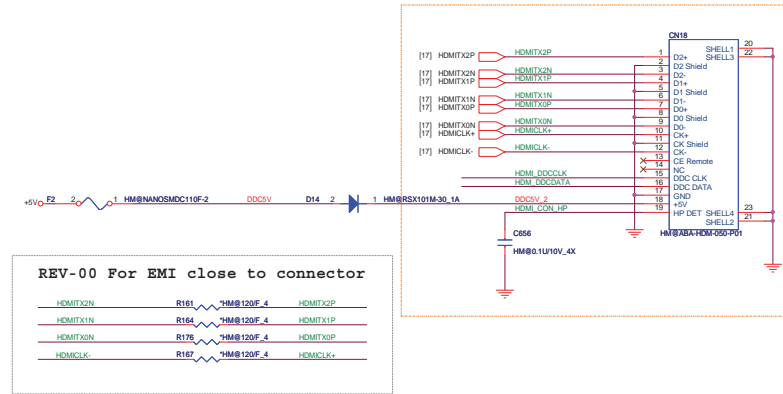 CN18
SHELL1 20
SHELL3 22
[17] HDMITX2P HDMITX2P 1 D2+
2 D2 Shield
[17] HDMITX2N HDMITX2N 3 D2-
[17] HDMITX1P HDMITX1P 4 D1+
5 D1 Shield
[17] HDMITX1N HDMITX1N 6 D1-
[17] HDMITX0P HDMITX0P 7 D0+
8 D0 Shield
[17] HDMITX0N HDMITX0N 9 D0-
[17] HDMICLK+ HDMICLK+ 10 CK+
11 CK Shield
[17] HDMICLK- HDMICLK- 12 CK-
13 CE Remote
14 NC
HDMI_DDCCLK 15 DDC CLK
HDM_DDCDATA 16 DDC DATA
17 GND
+5V F2 2 1 HM@NANOSMDC110F-2 DDC5V D14 2 1 HM@RSX101M-30_1A DDC5V_2 18 +5V
HDMI_CON_HP 19 HP DET SHELL4 23
SHELL2 21
HM@ABA-HDM-050-P01
C656
HM@0.1U/10V_4X
REV-00 For EMI close to connector
HDMITX2N R161 *HM@120/F_4 HDMITX2P
HDMITX1N R164 *HM@120/F_4 HDMITX1P
HDMITX0N R176 *HM@120/F_4 HDMITX0P
HDMICLK- R167 *HM@120/F_4 HDMICLK+